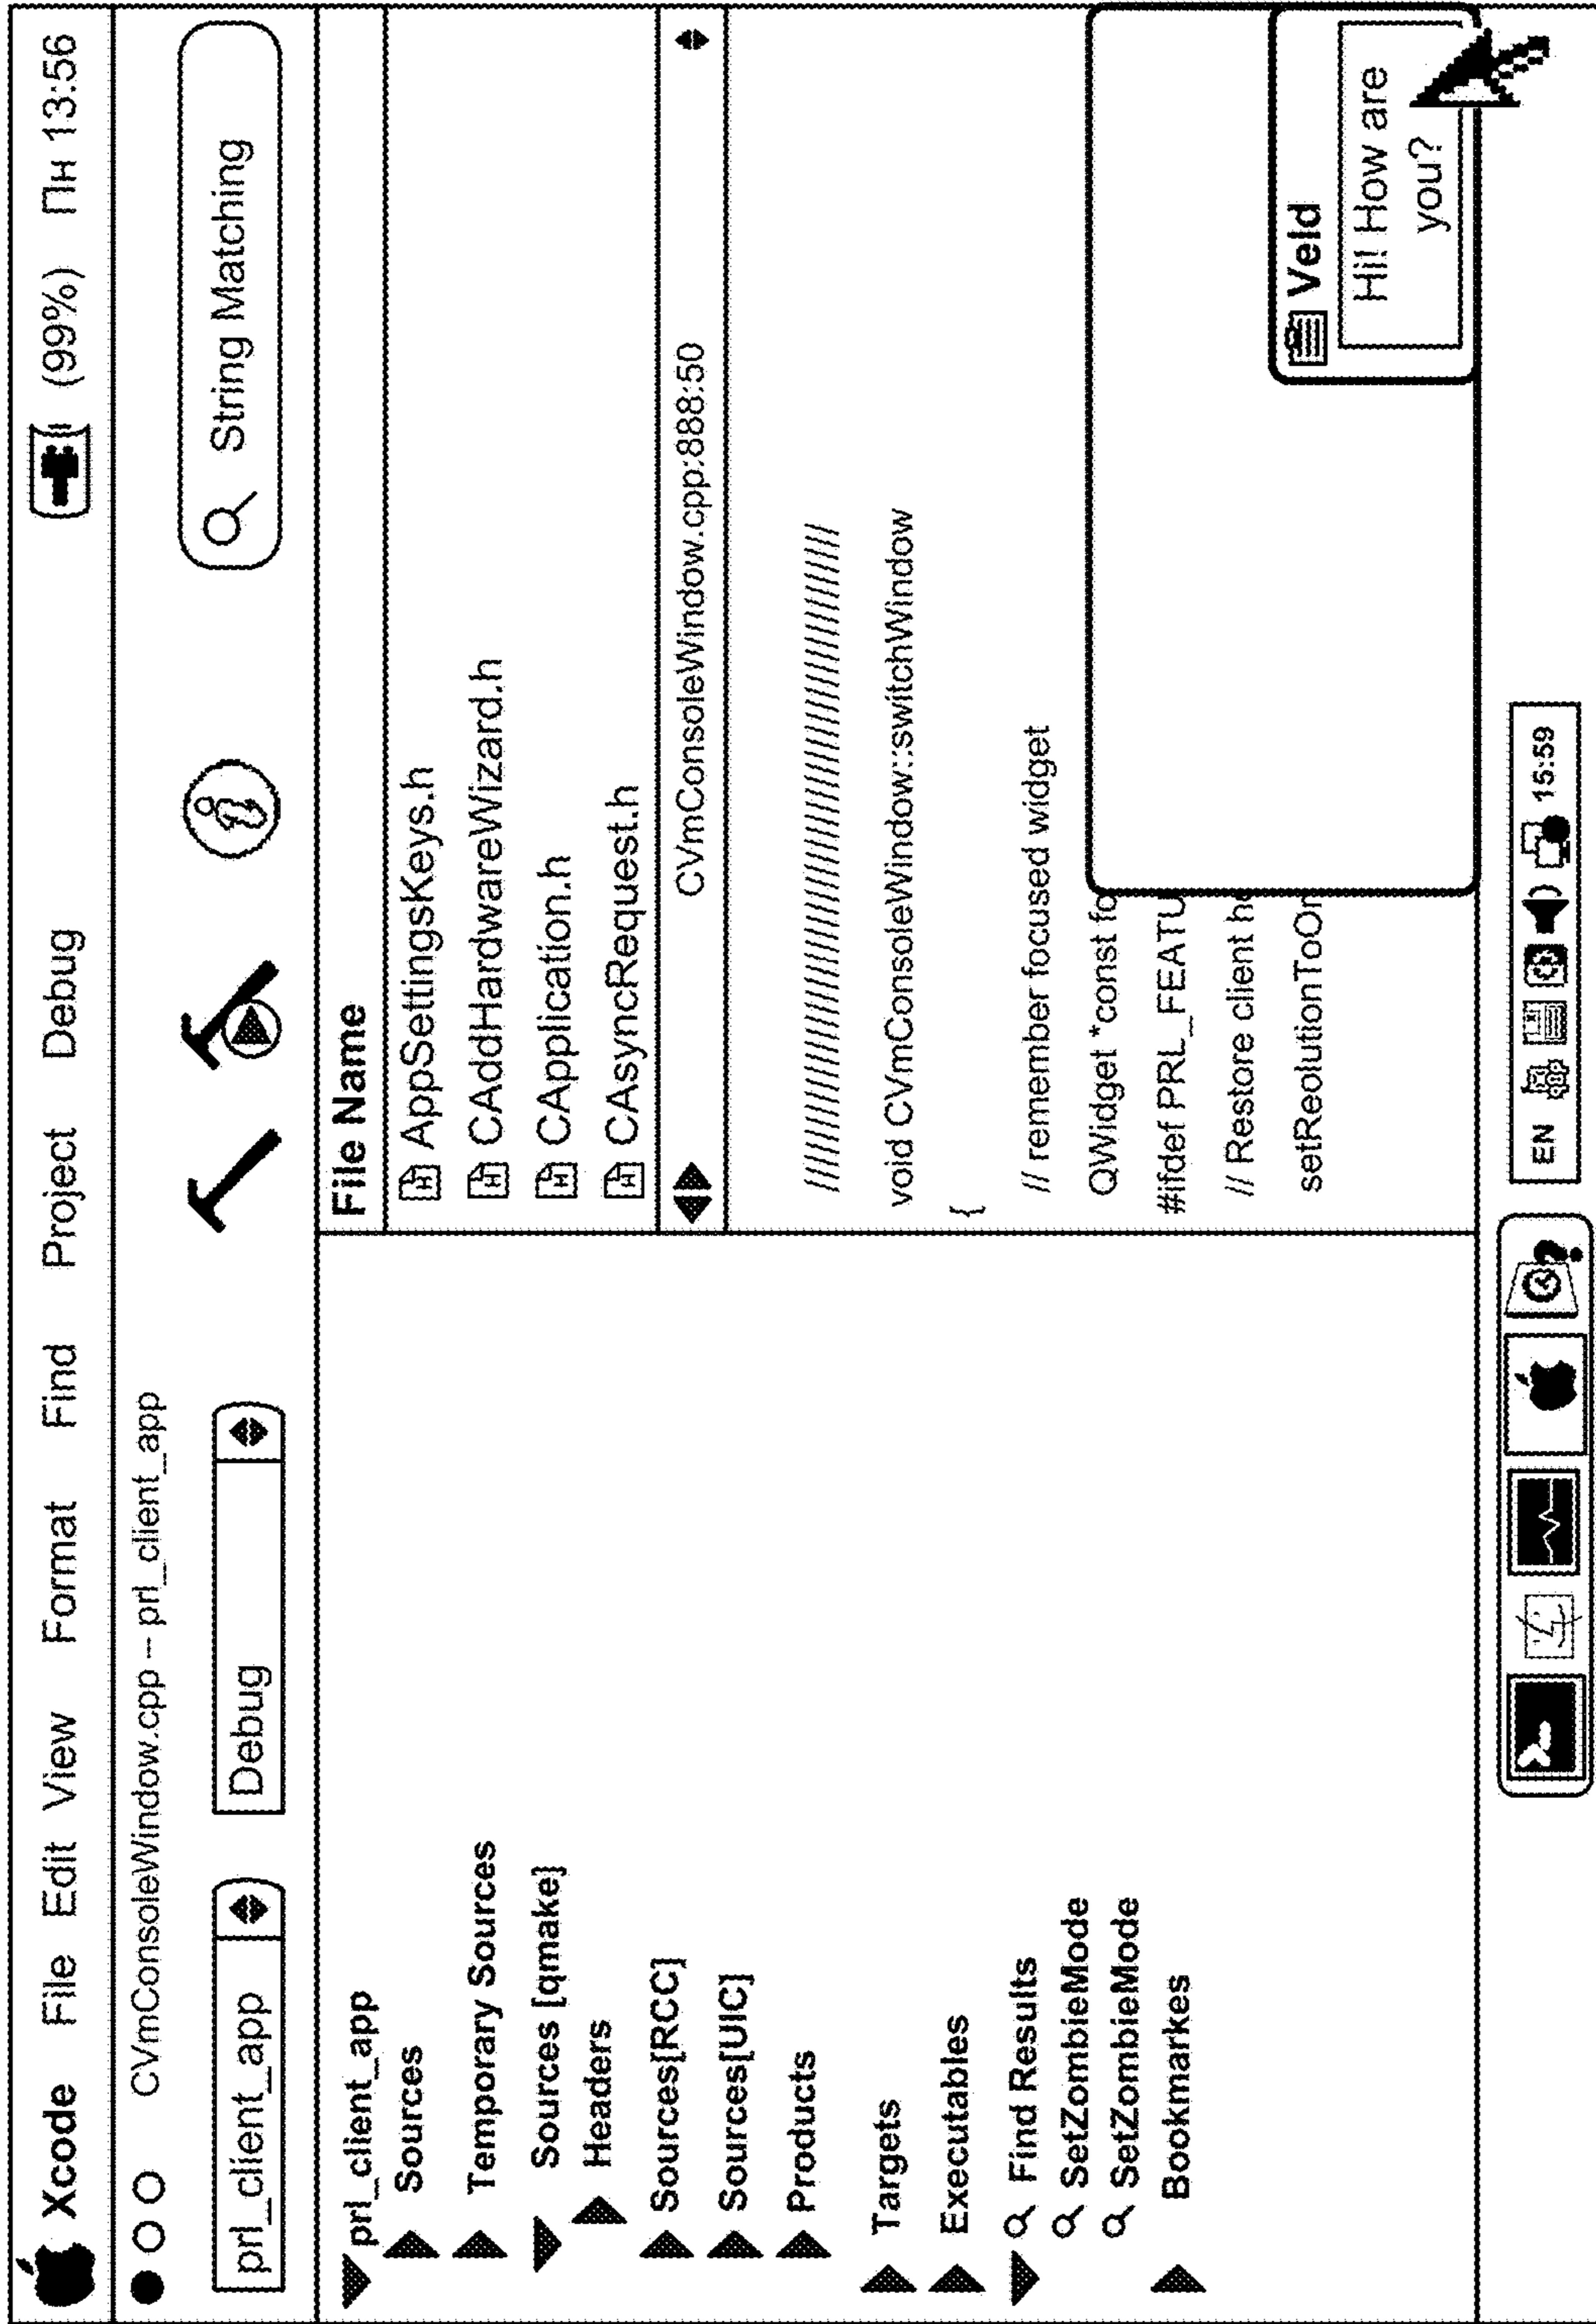 Xcode File Edit View Format Find Project Debug (99%) Пн 13:56
CVmConsoleWindow.cpp -- prl_client_app
prl_client_app Debug String Matching
prl_client_app
Sources
Temporary Sources
Sources [qmake]
Headers
Sources[RCC]
Sources[UIC]
Products
Targets
Executables
Find Results
SetZombieMode
SetZombieMode
Bookmarkes
File Name
AppSettingsKeys.h
CAddHardwareWizard.h
CApplication.h
CAsyncRequest.h
CVmConsoleWindow.cpp:888:50
///////////////////////////////////////////////
void CVmConsoleWindow::switchWindow
{
// remember focused widget
QWidget *const fo
#ifdef PRL_FEATU
// Restore client he
setReolutionToOr
Veld
Hi! How are
you?
EN 15:59